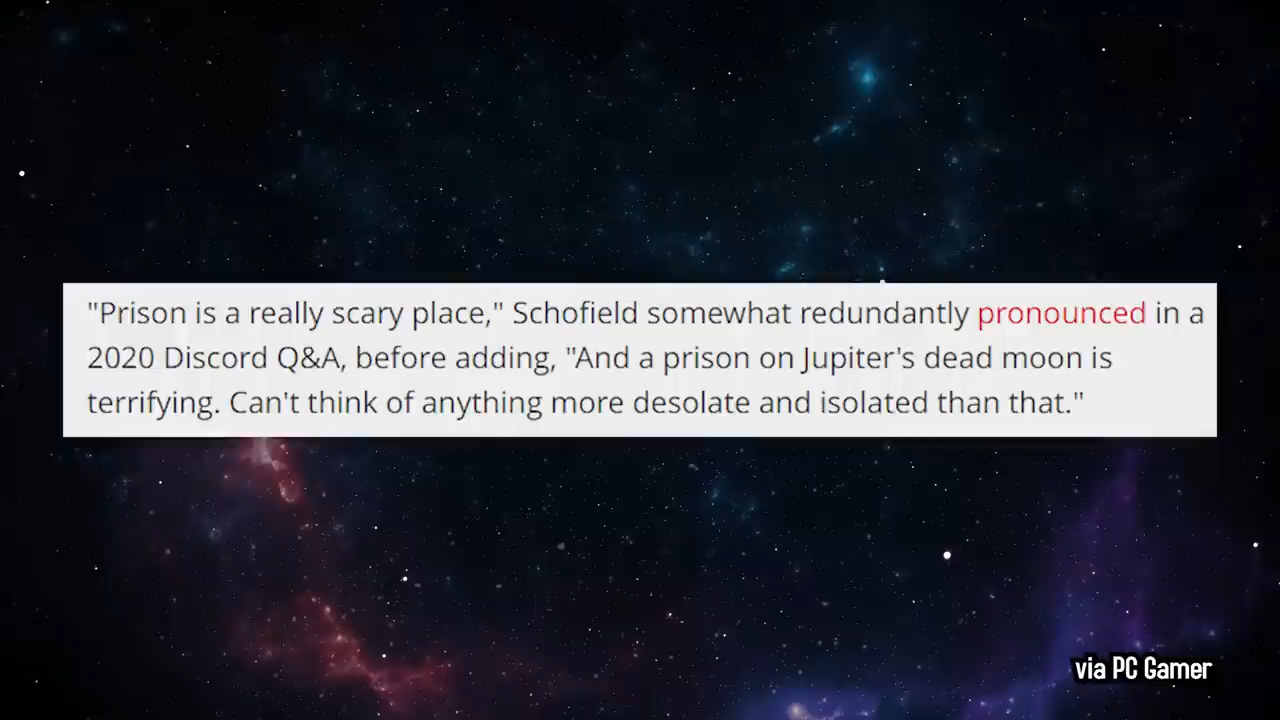 "Prison is a really scary place," Schofield somewhat redundantly pronounced in a
2020 Discord Q&A, before adding, "And a prison on Jupiter's dead moon is
terrifying. Can't think of anything more desolate and isolated than that."
via PC Gamer